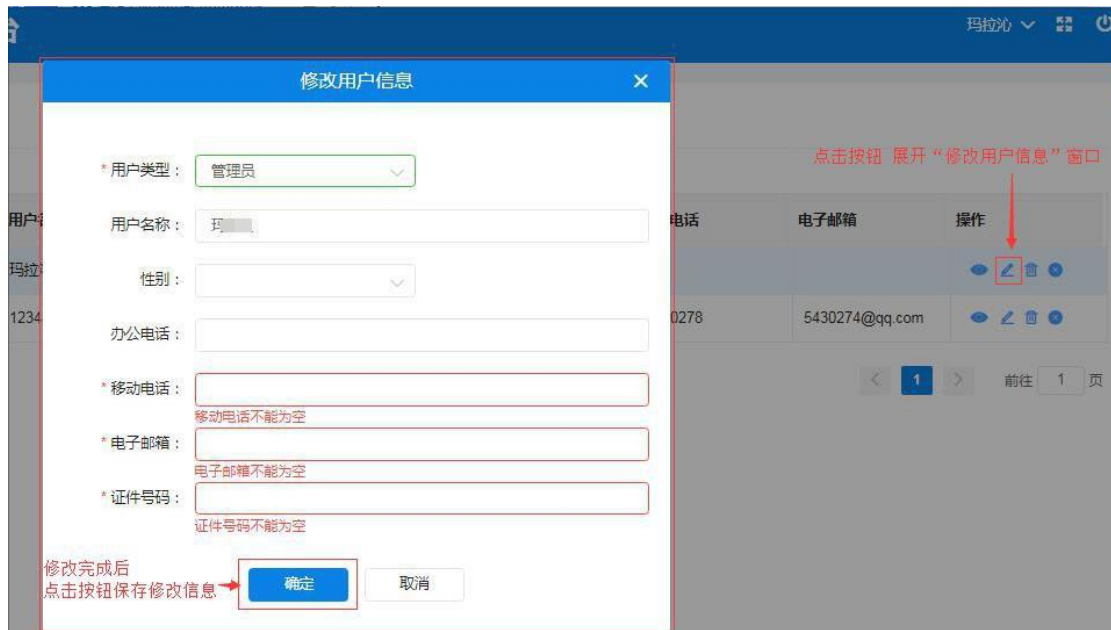 台
玛拉沁
修改用户信息
点击按钮 展开“修改用户信息”窗口
* 用户类型：
管理员
用户名称：
玛
性别：
办公电话：
* 移动电话：
移动电话不能为空
* 电子邮箱：
电子邮箱不能为空
* 证件号码：
证件号码不能为空
修改完成后
点击按钮保存修改信息
确定
取消
用户
电话
电子邮箱
操作
玛拉
1234
0278
5430274@qq.com
1
前往 1 页